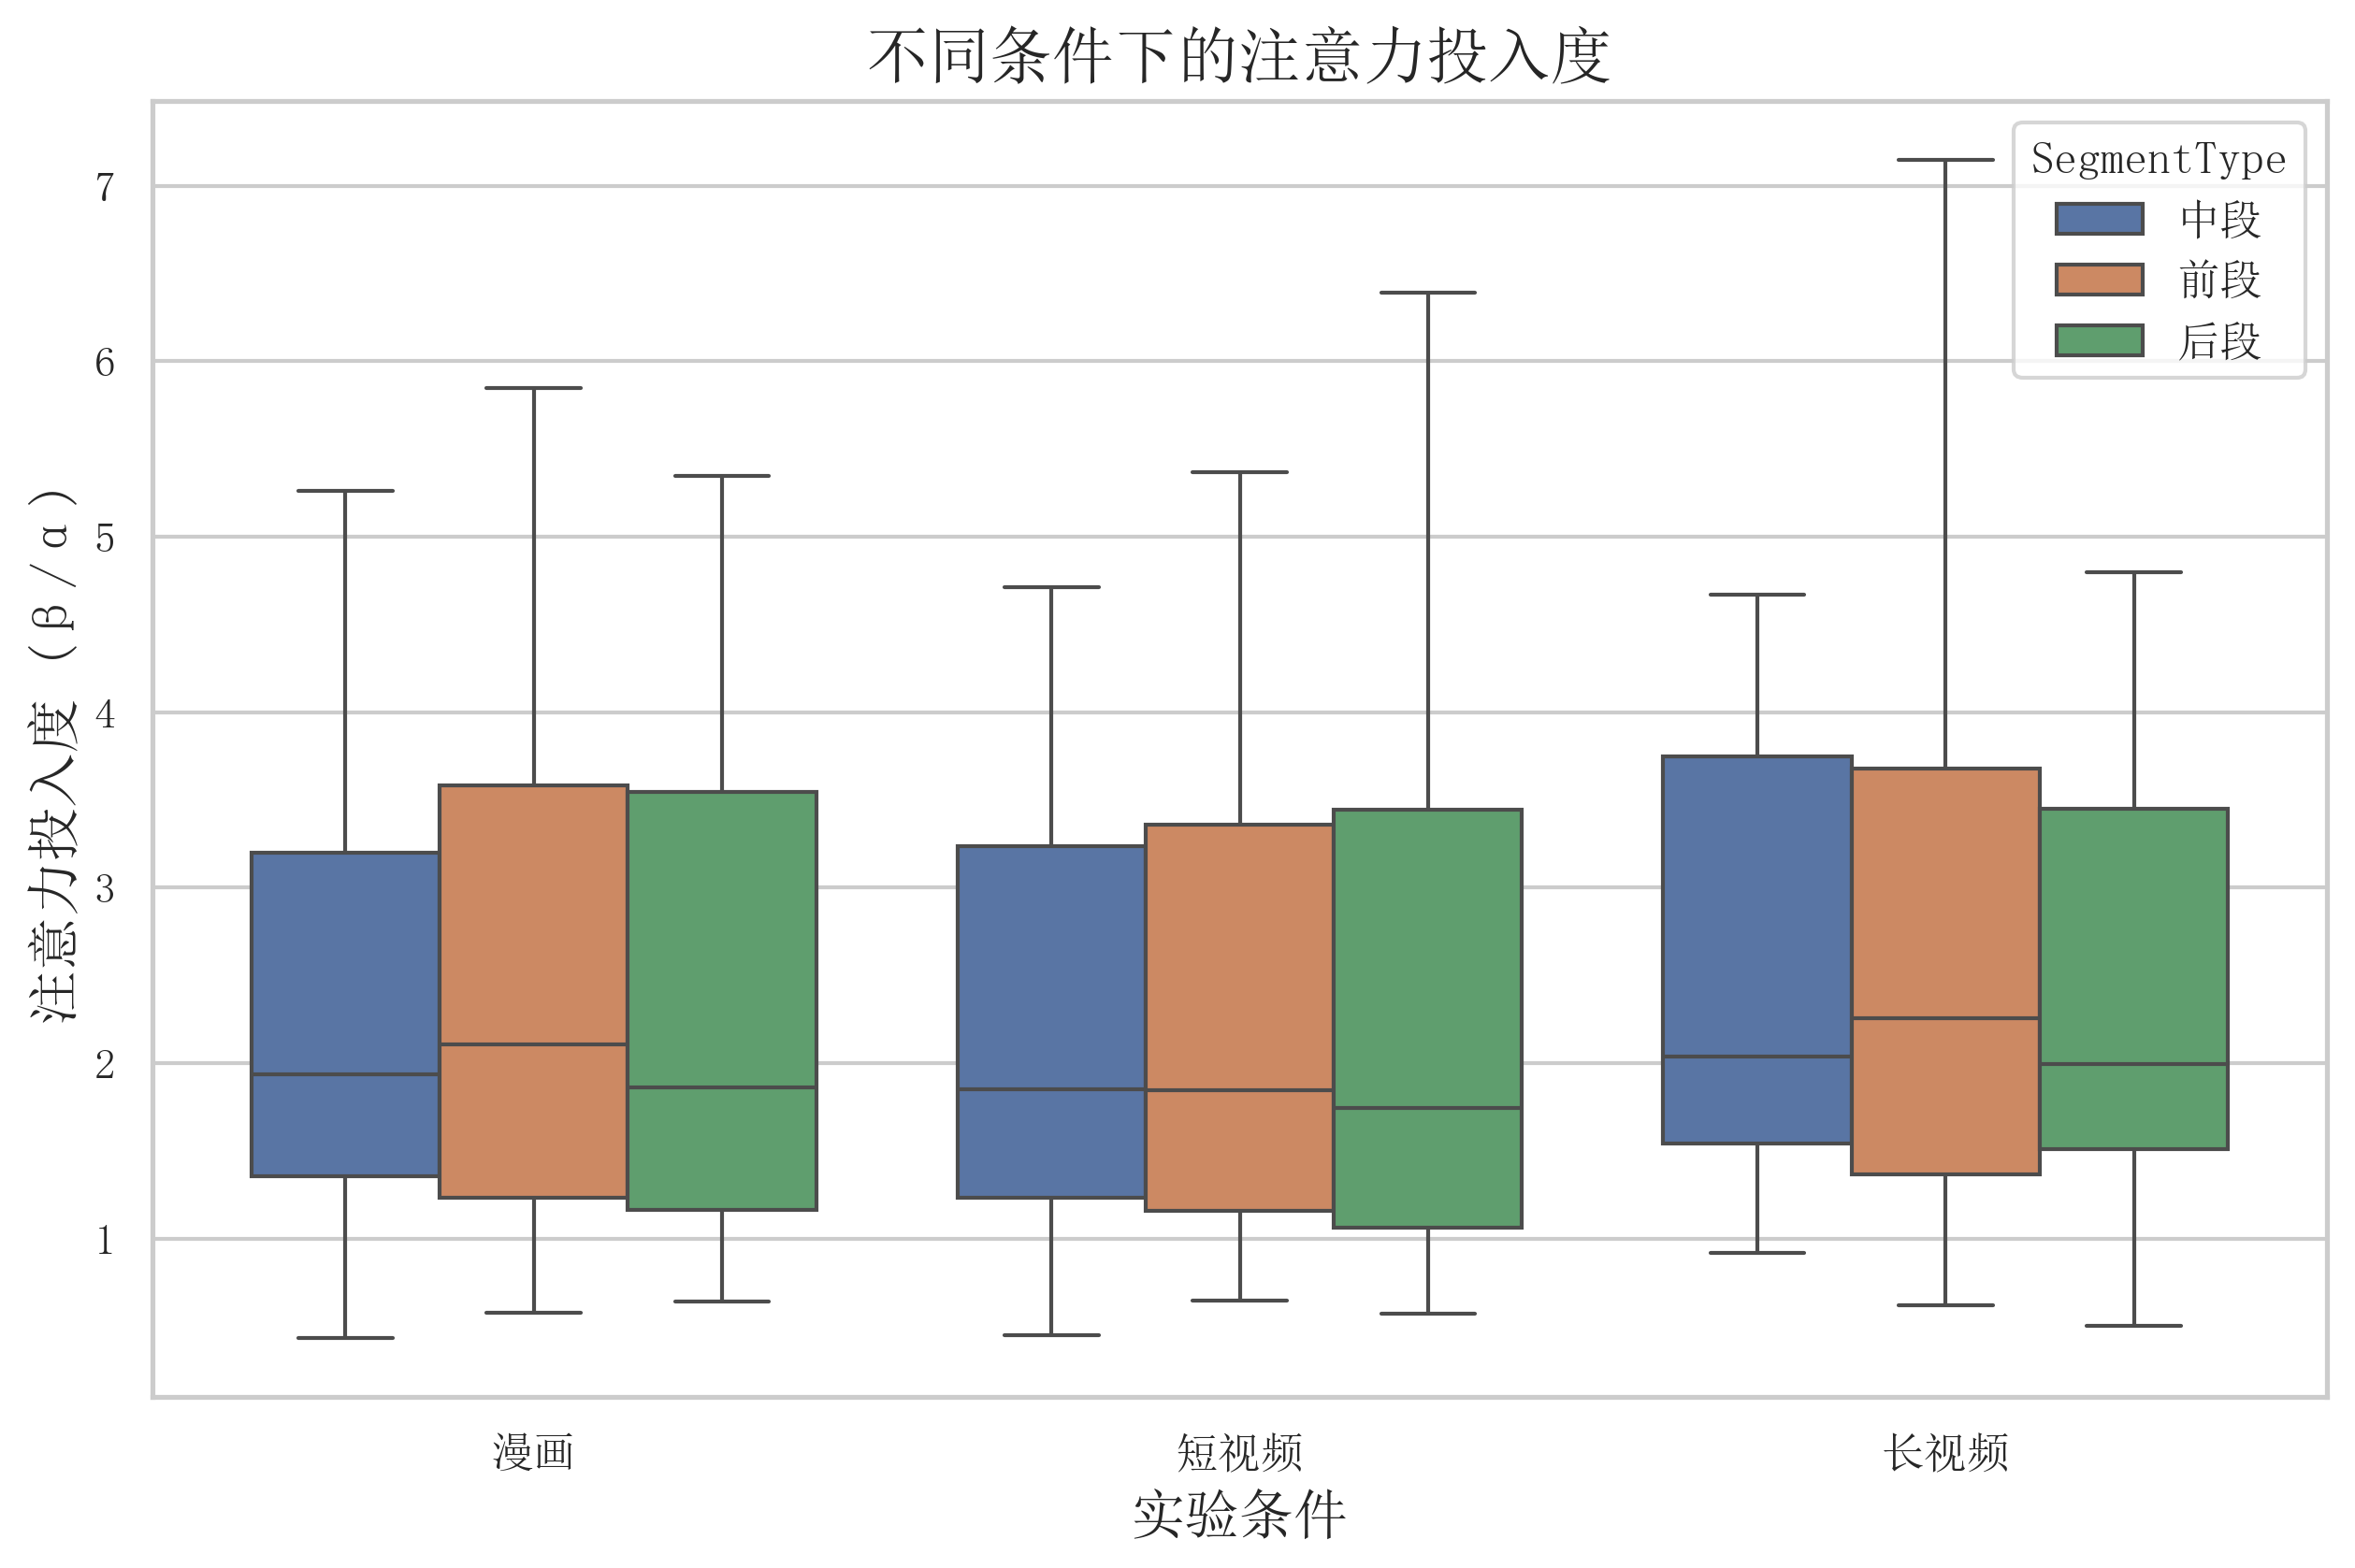 不同条件下的注意力投入度
注意力投入度（β/α）
7
6
5
4
3
2
1
SegmentType
中段
前段
后段
漫画
短视频
长视频
实验条件